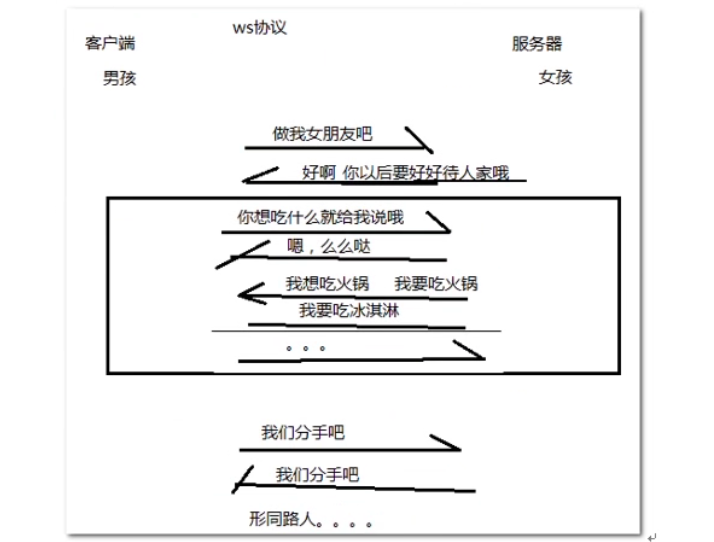 ws协议
客户端 服务器
男孩 女孩
做我女朋友吧
好啊 你以后要好好待人家哦
你想吃什么就给我说哦
嗯，么么哒
我想吃火锅 我要吃火锅
我要吃冰淇淋
。。。
我们分手吧
我们分手吧
形同路人。。。。